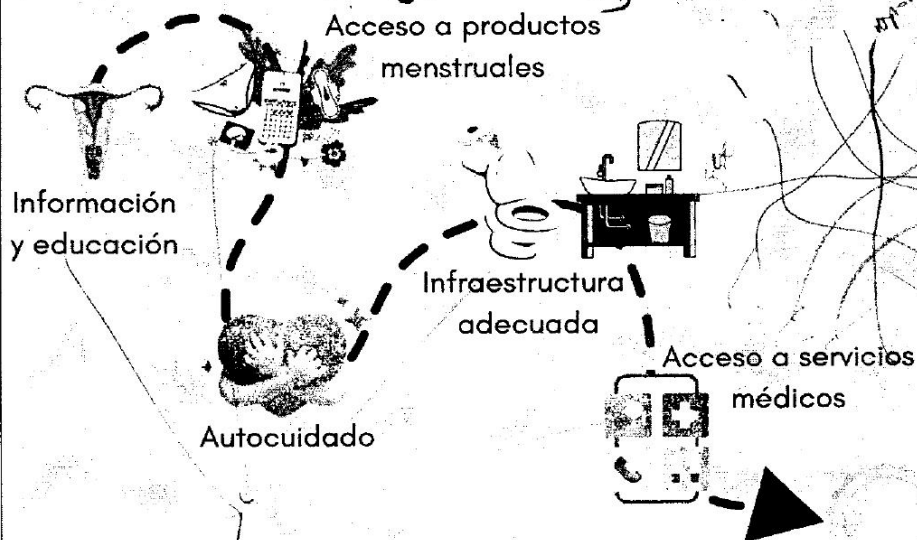 Acceso a productos
menstruales
Información
y educación
Autocuidado
Infraestructura
adecuada
Acceso a servicios
médicos